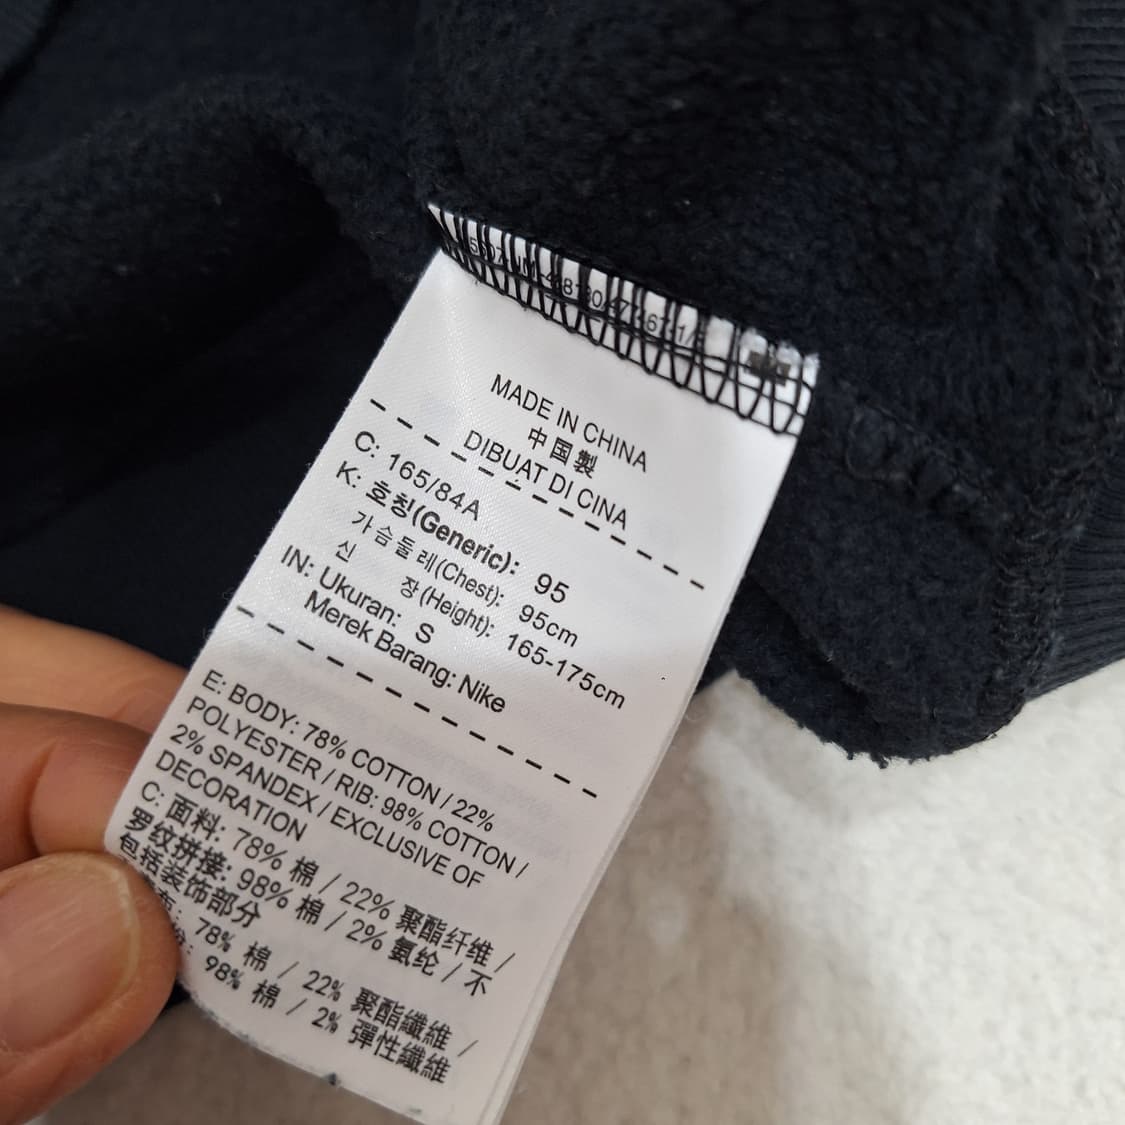 MADE IN CHINA
中国製
DIBUAT DI CINA
C: 165/84A
K: 호칭(Generic): 95
가슴둘레(Chest): 95cm
신 장(Height): 165-175cm
IN: Ukuran: S
Merek Barang: Nike
E: BODY: 78% COTTON / 22%
POLYESTER / RIB: 98% COTTON /
2% SPANDEX / EXCLUSIVE OF
DECORATION
C: 面料: 78% 棉 / 22% 聚酯纤维 /
罗纹拼接: 98% 棉 / 2% 氨纶 / 不
包括装饰部分
布: 78% 棉 / 22% 聚酯纖維 /
98% 棉 / 2% 彈性纖維